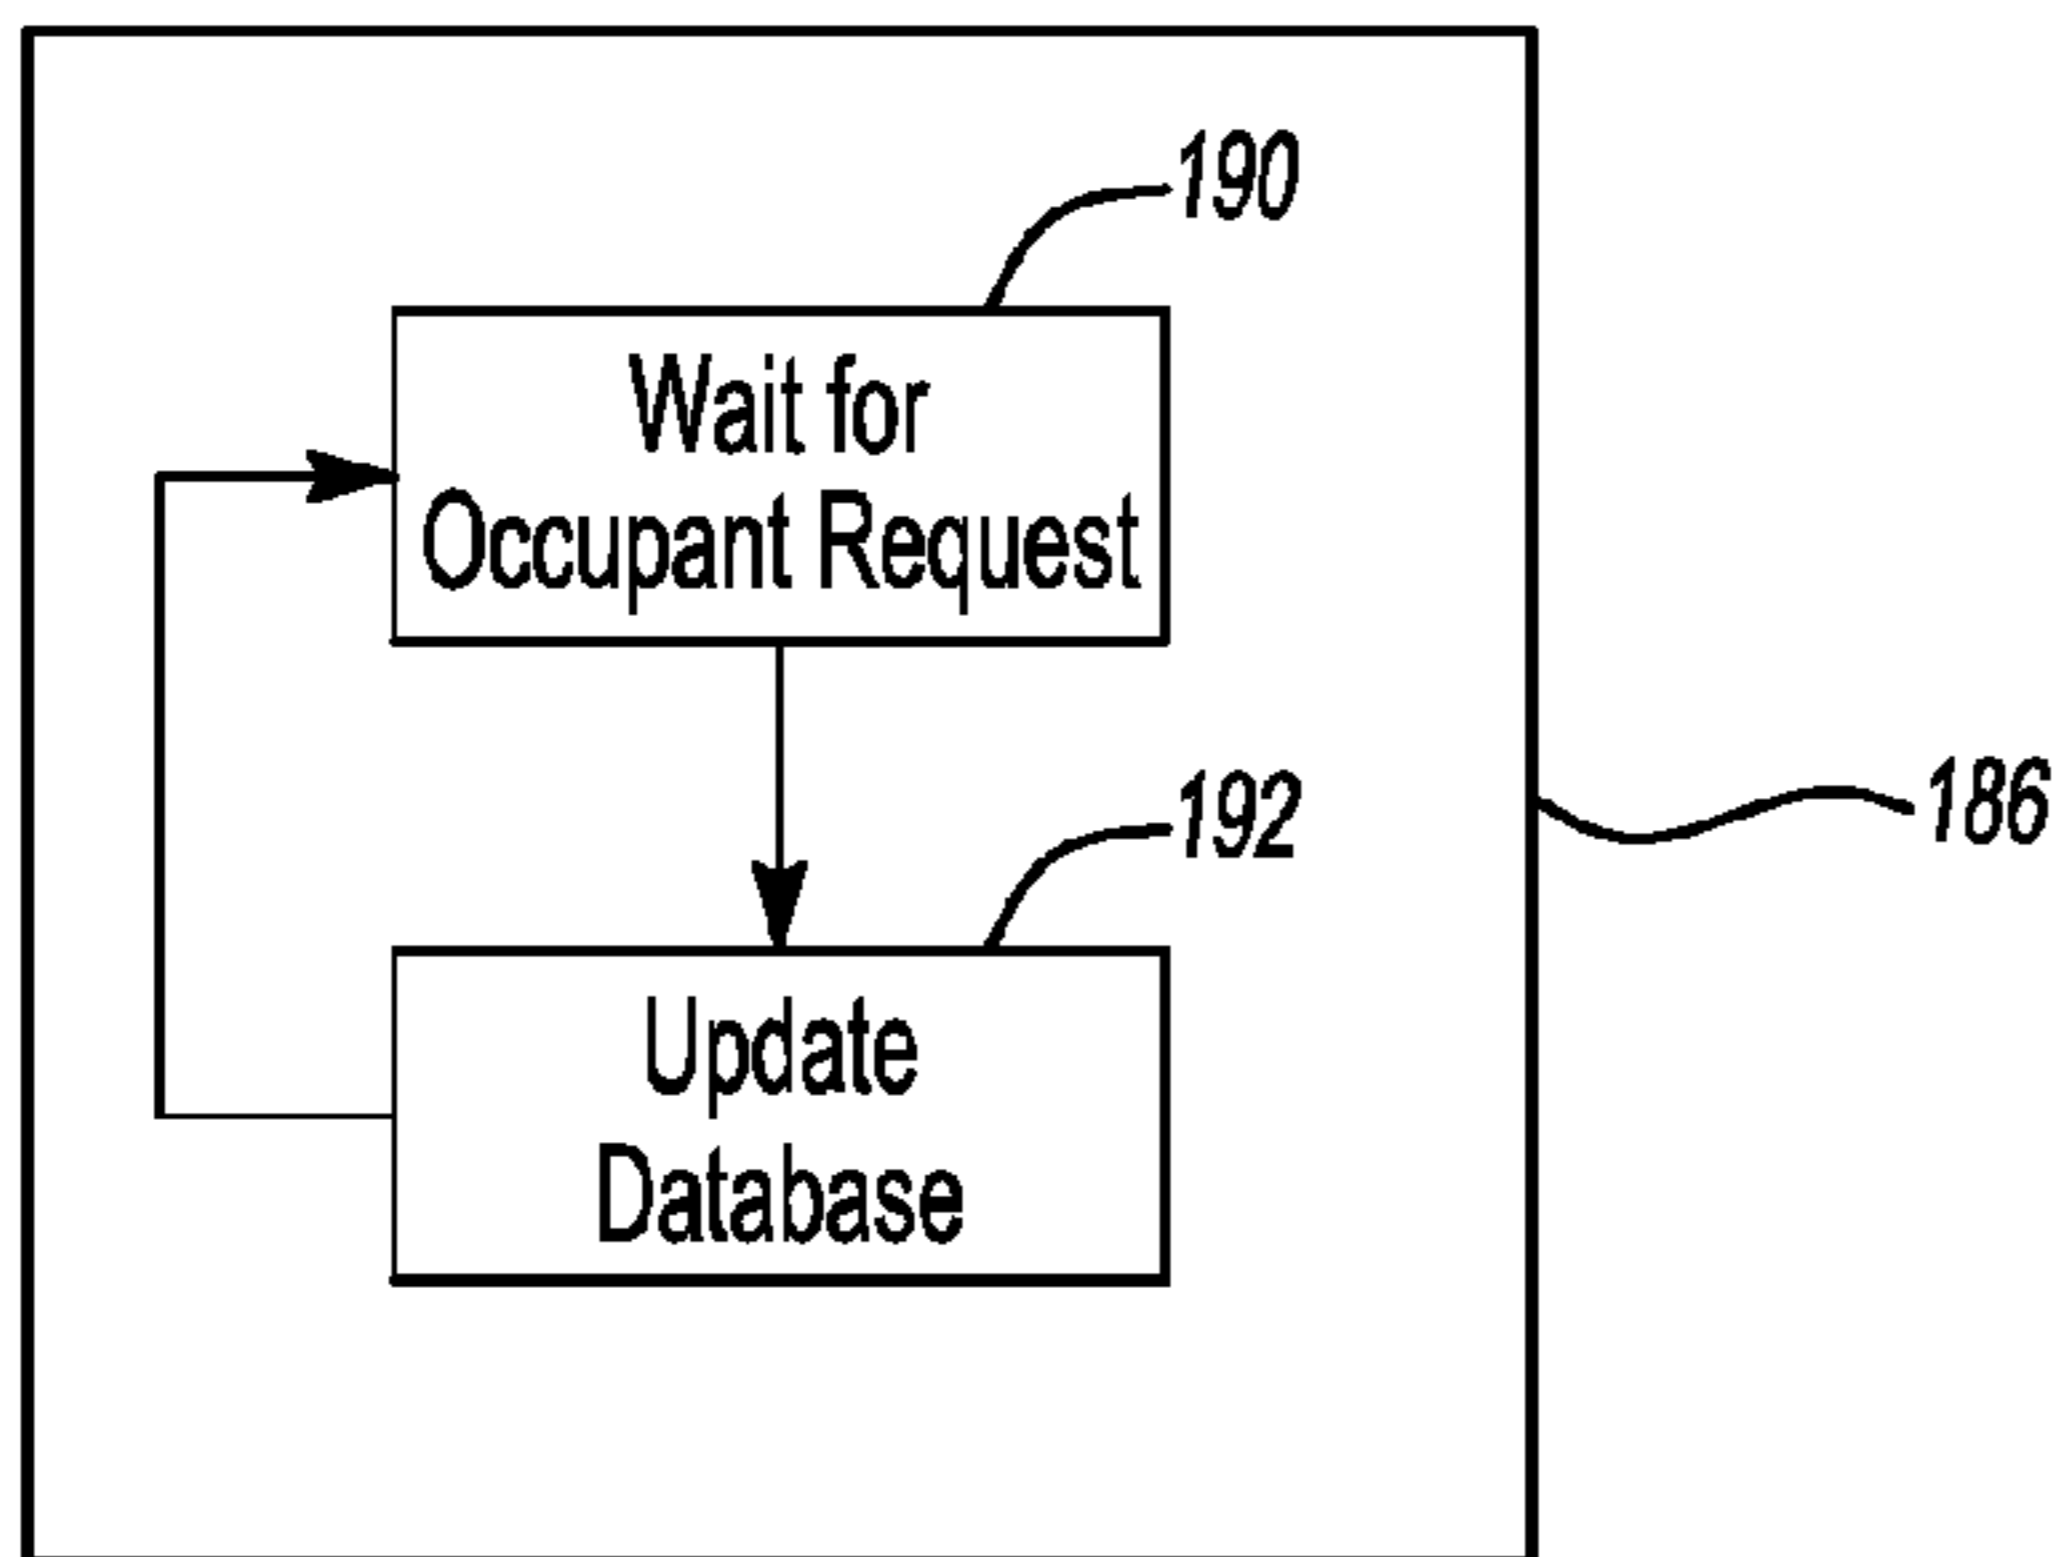 190
Wait for
Occupant Request
192
186
Update
Database